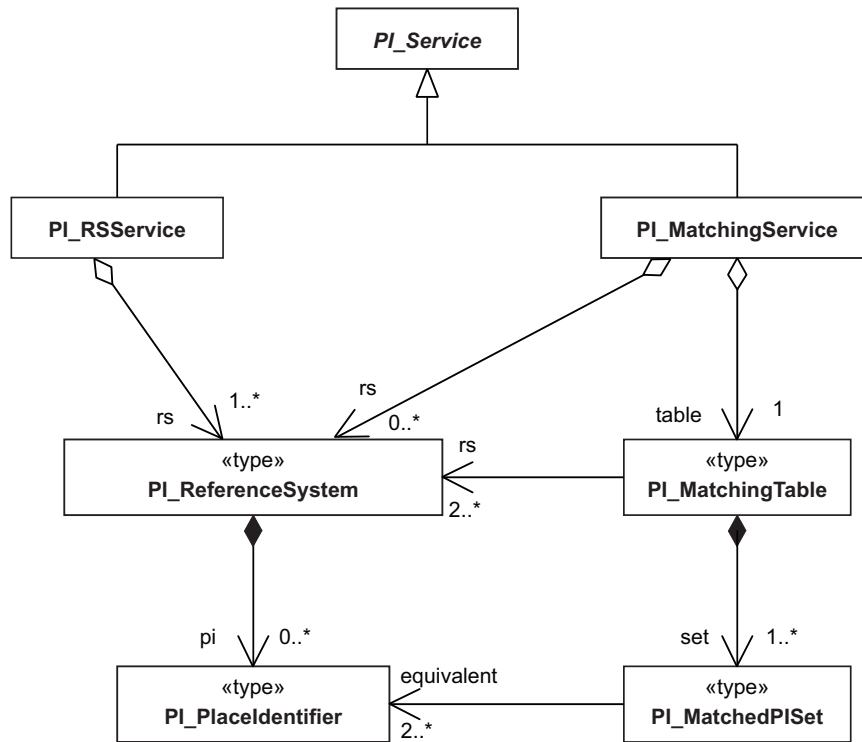 PI_Service
PI_RSService
PI_MatchingService
rs
1..*
rs
0..*
table
1
«type»
PI_ReferenceSystem
rs
2..*
«type»
PI_MatchingTable
pi
0..*
set
1..*
«type»
PI_PlaceIdentifier
equivalent
2..*
«type»
PI_MatchedPISet